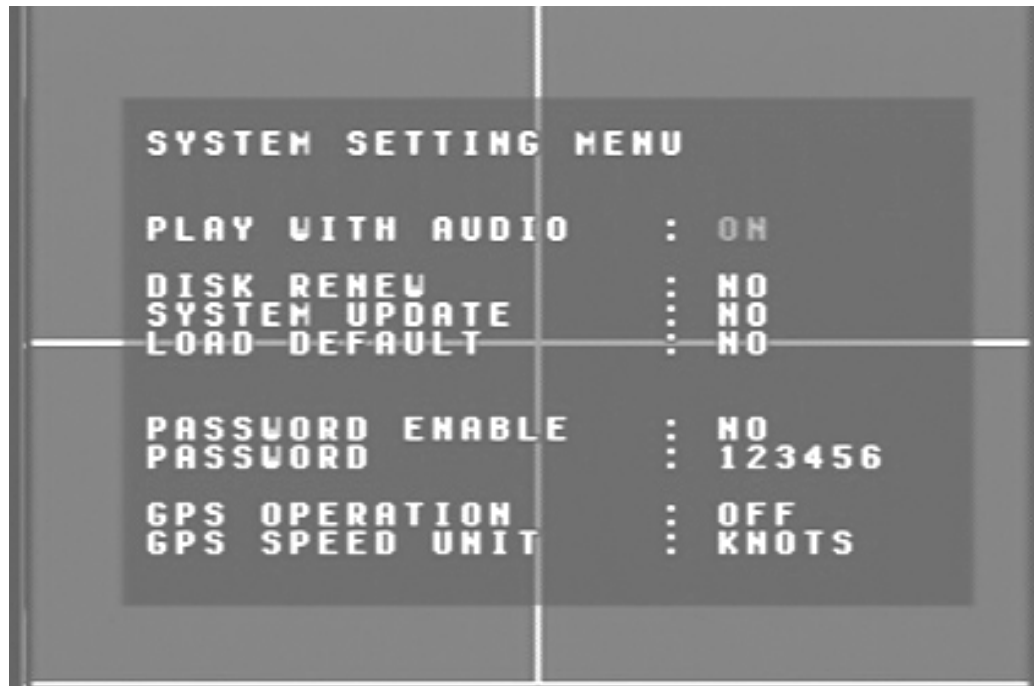 SYSTEM SETTING MENU
PLAY WITH AUDIO : ON
DISK RENEW : NO
SYSTEM UPDATE : NO
LOAD DEFAULT : NO
PASSWORD ENABLE : NO
PASSWORD : 123456
GPS OPERATION : OFF
GPS SPEED UNIT : KNOTS